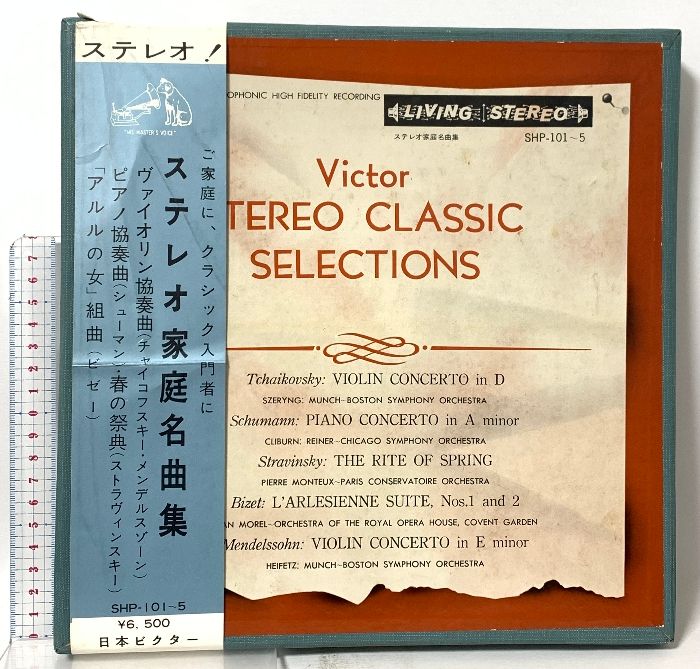 ステレオ!
"HIS MASTER'S VOICE"
ご家庭に、クラシック入門者に
ステレオ家庭名曲集
ヴァイオリン協奏曲(チャイコフスキー・メンデルスゾーン)
ピアノ協奏曲(シューマン)・春の祭典(ストラヴィンスキー)
「アルルの女」組曲(ビゼー)
SHP-101~5
¥6,500
日本ビクター
OPHONIC HIGH FIDELITY RECORDING
LIVING STEREO
ステレオ家庭名曲集 SHP-101~5
Victor
TEREO CLASSIC
SELECTIONS
Tchaikovsky: VIOLIN CONCERTO in D
SZERYNG: MUNCH~BOSTON SYMPHONY ORCHESTRA
Schumann: PIANO CONCERTO in A minor
CLIBURN: REINER~CHICAGO SYMPHONY ORCHESTRA
Stravinsky: THE RITE OF SPRING
PIERRE MONTEUX~PARIS CONSERVATOIRE ORCHESTRA
Bizet: L'ARLESIENNE SUITE, Nos.1 and 2
AN MOREL~ORCHESTRA OF THE ROYAL OPERA HOUSE, COVENT GARDEN
Mendelssohn: VIOLIN CONCERTO in E minor
HEIFETZ: MUNCH~BOSTON SYMPHONY ORCHESTRA